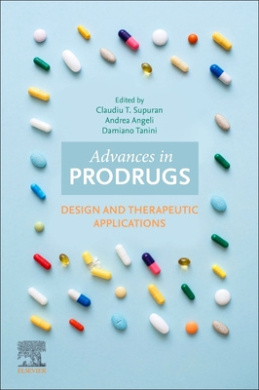 Edited by
Claudiu T. Supuran
Andrea Angeli
Damiano Tanini
Advances in
PRODRUGS
DESIGN AND THERAPEUTIC
APPLICATIONS
ELSEVIER